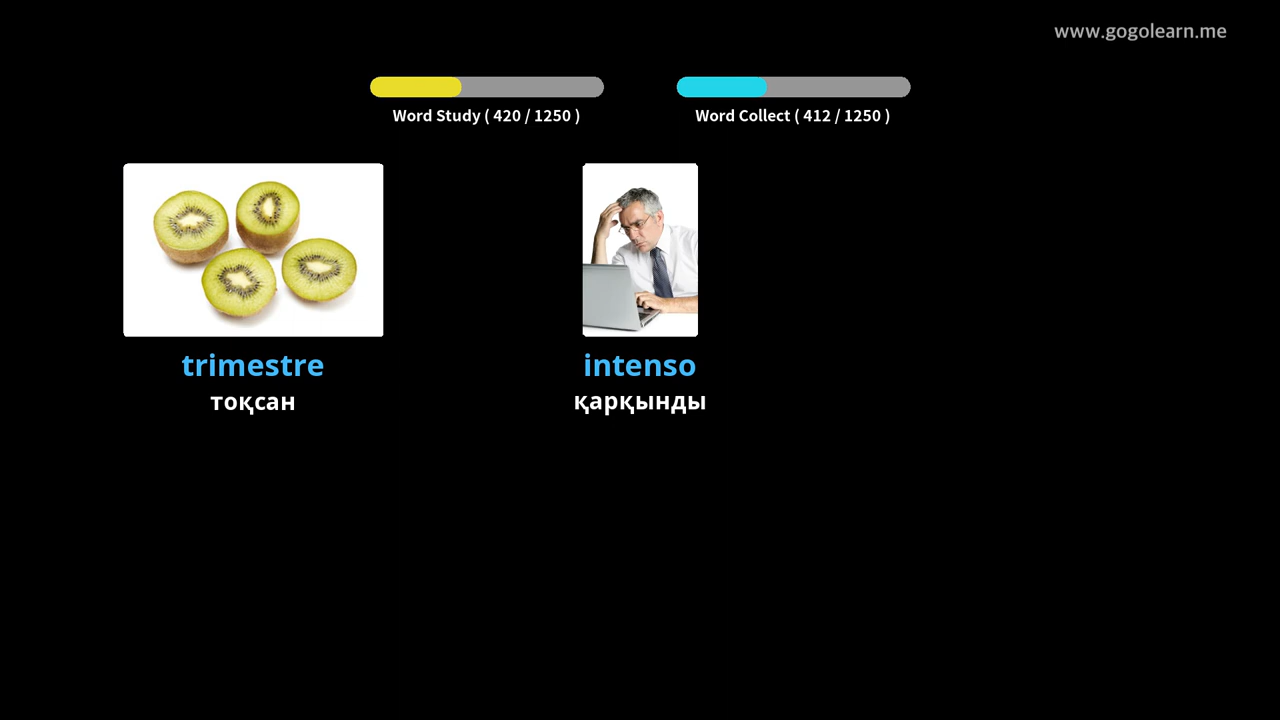 www.gogolearn.me
Word Study ( 420 / 1250 )
Word Collect ( 412 / 1250 )
trimestre
тоқсан
intenso
қарқынды